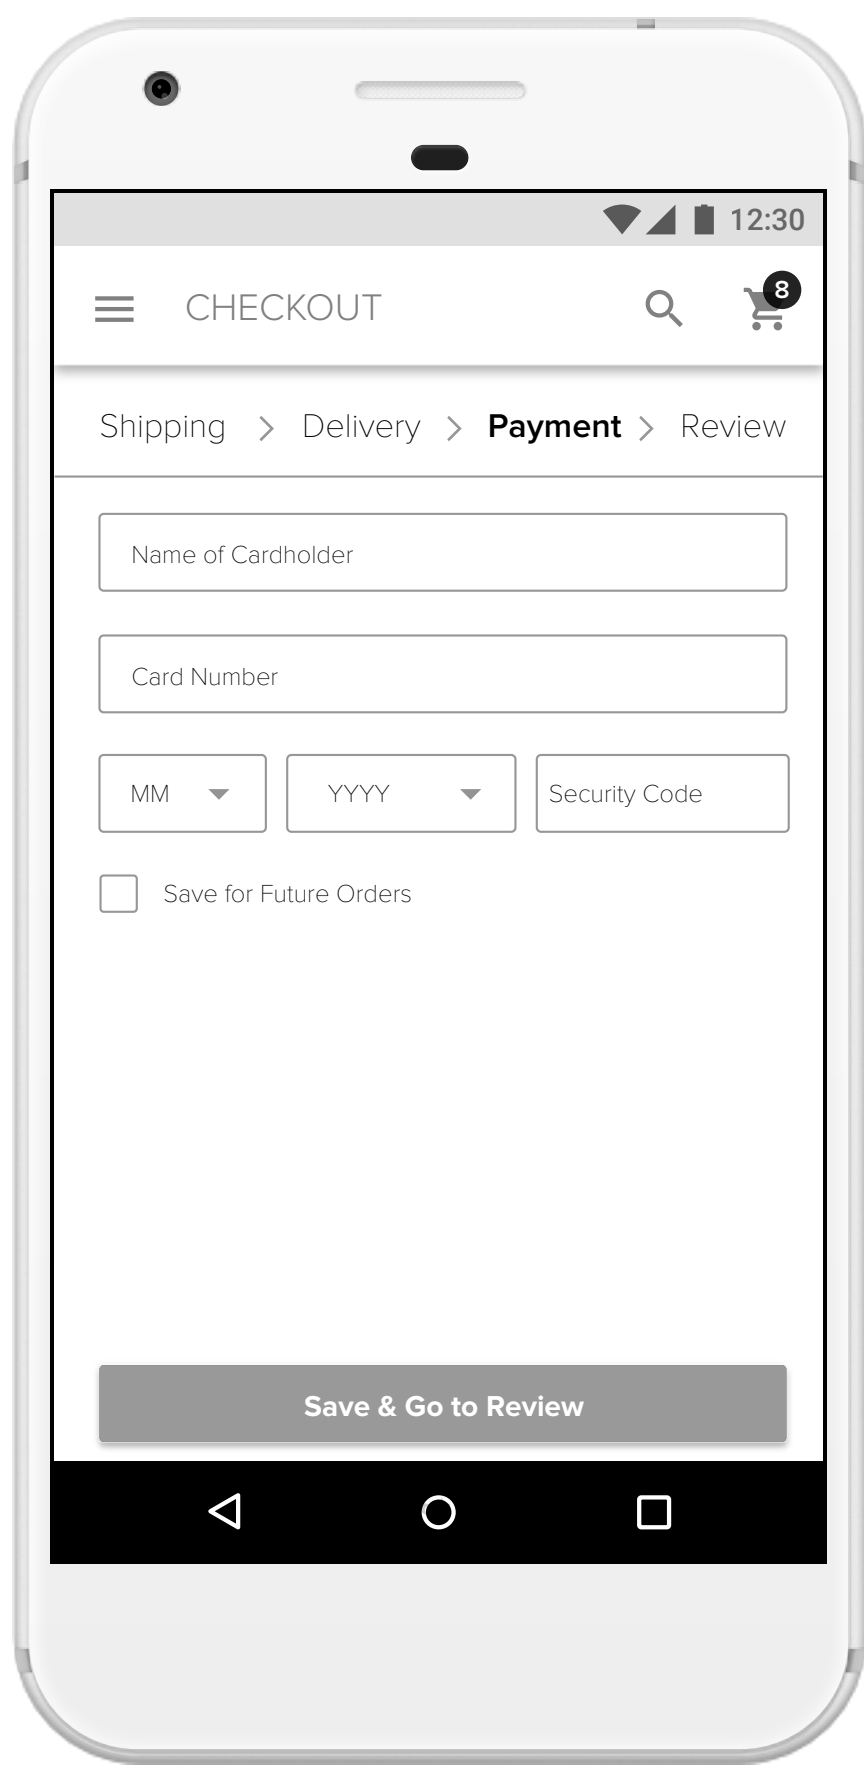 12:30
CHECKOUT 8
Shipping > Delivery > Payment > Review
Name of Cardholder
Card Number
MM YYYY Security Code
Save for Future Orders
Save & Go to Review